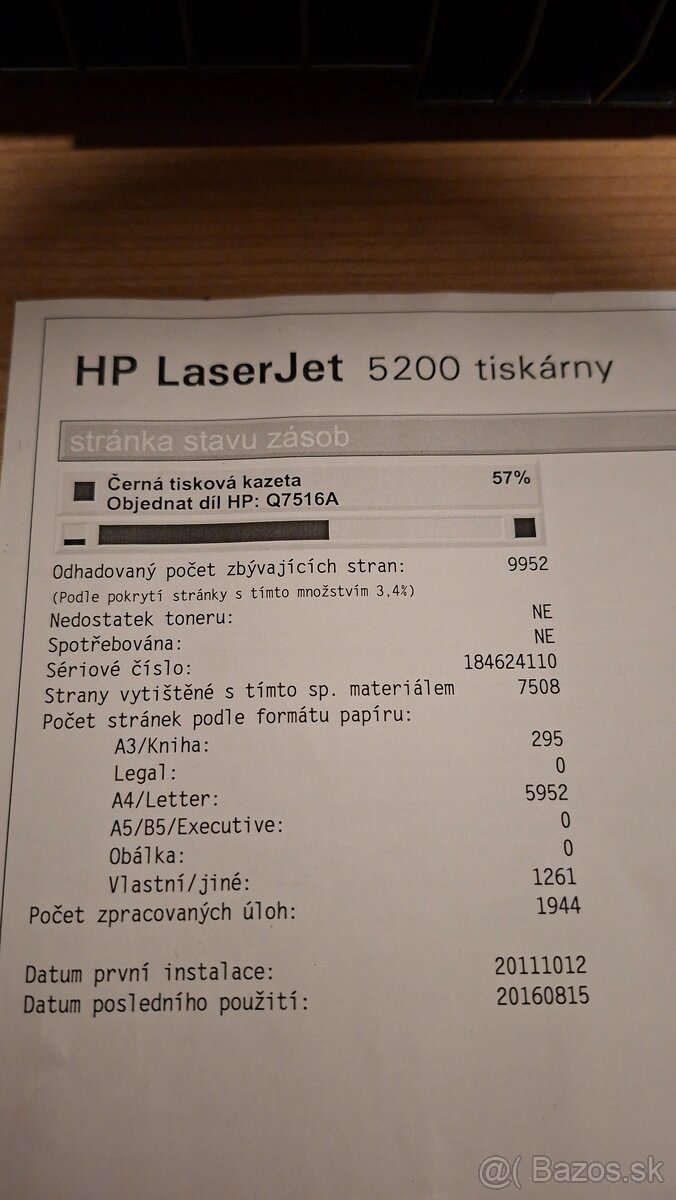 HP LaserJet 5200 tiskárny
stránka stavu zásob
Černá tisková kazeta 57%
Objednat díl HP: Q7516A
Odhadovaný počet zbývajících stran: 9952
(Podle pokrytí stránky s tímto množstvím 3,4%)
Nedostatek toneru: NE
Spotřebována: NE
Sériové číslo: 184624110
Strany vytištěné s tímto sp. materiálem 7508
Počet stránek podle formátu papíru:
A3/Kniha: 295
Legal: 0
A4/Letter: 5952
A5/B5/Executive: 0
Obálka: 0
Vlastní/jiné: 1261
Počet zpracovaných úloh: 1944
Datum první instalace: 20111012
Datum posledního použití: 20160815
@( Bazos.sk